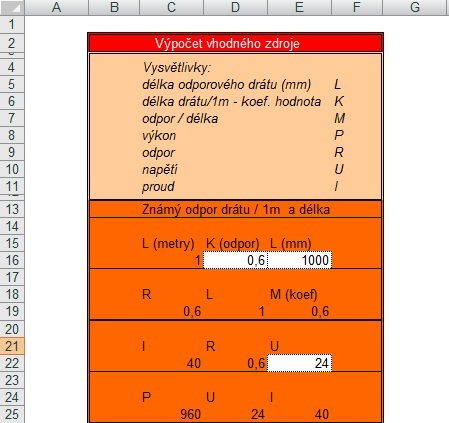 A B C D E F G
1
2 Výpočet vhodného zdroje
4 Vysvětlivky:
5 délka odporového drátu (mm) L
6 délka drátu/1m - koef. hodnota K
7 odpor / délka M
8 výkon P
9 odpor R
10 napětí U
11 proud I
13 Známý odpor drátu / 1m a délka
14
15 L (metry) K (odpor) L (mm)
16 1 0,6 1000
17
18 R L M (koef)
19 0,6 1 0,6
20
21 I R U
22 40 0,6 24
23
24 P U I
25 960 24 40